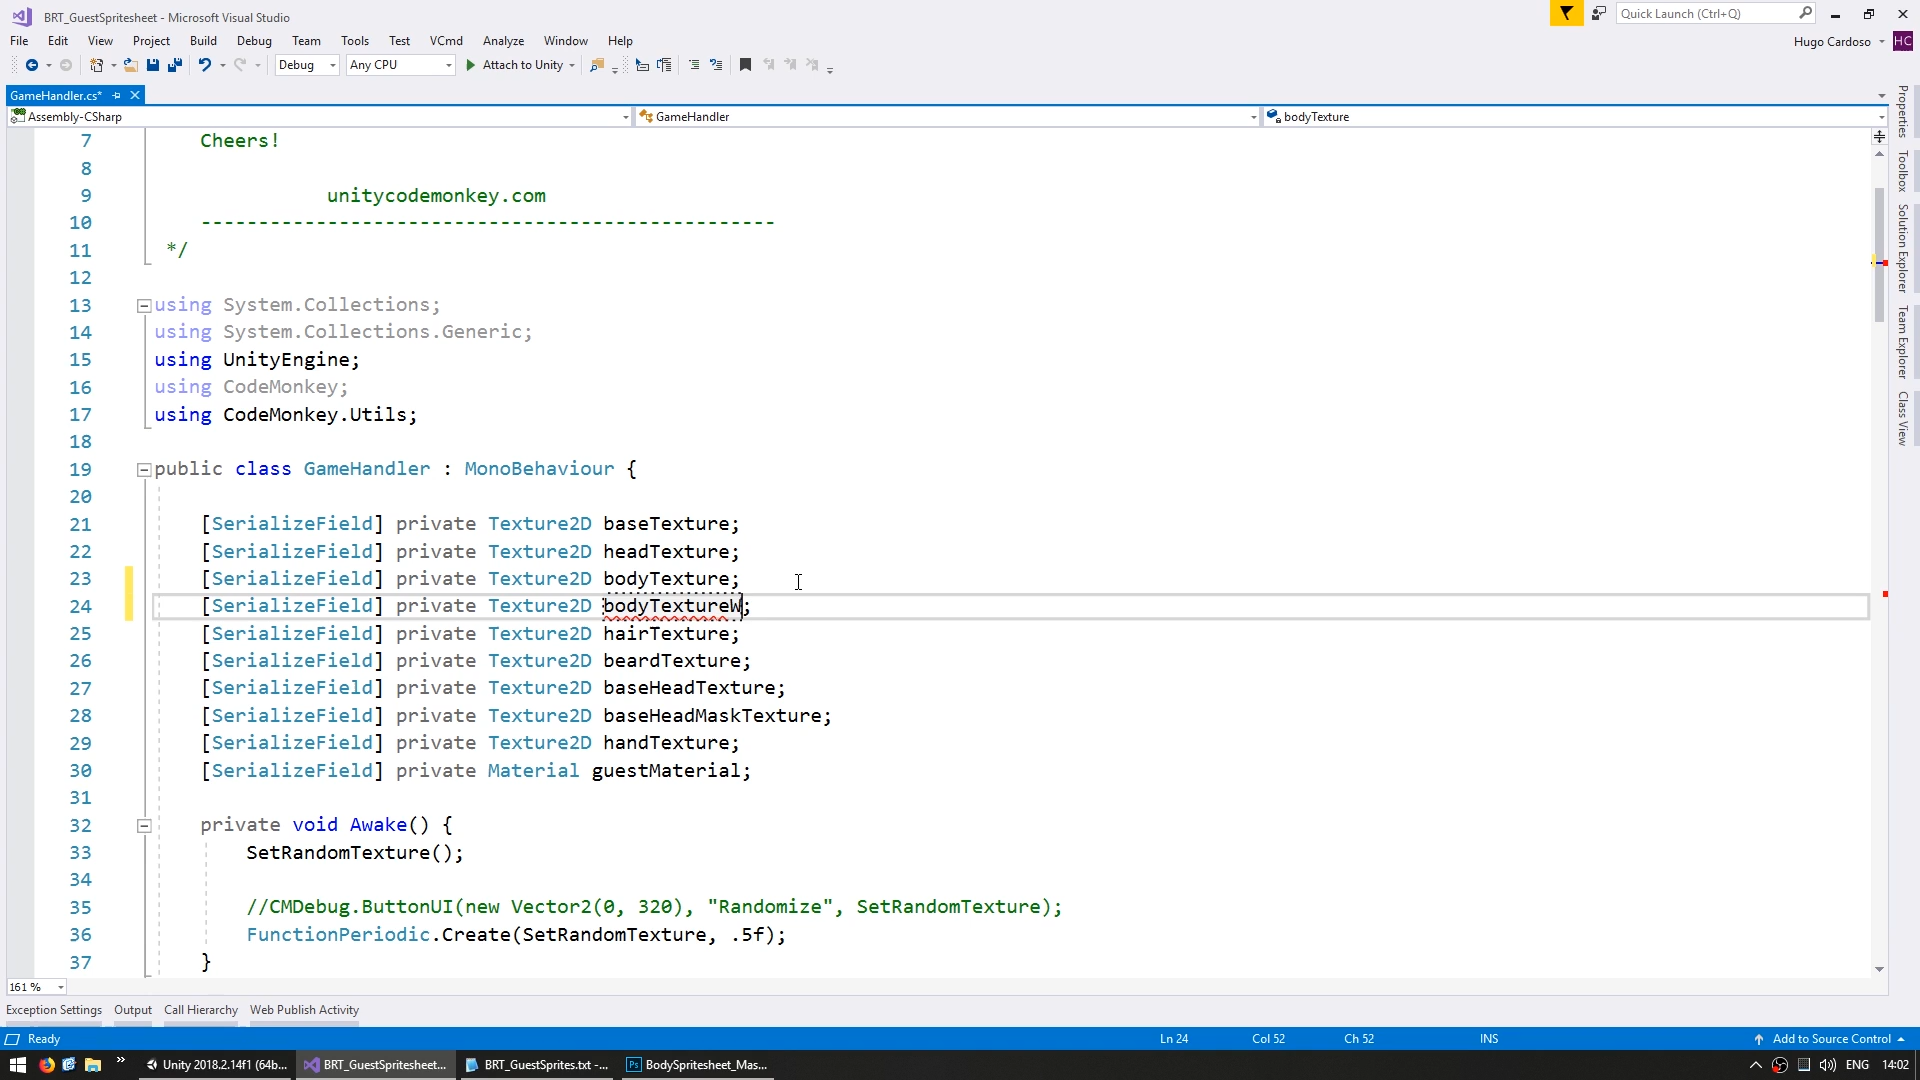 BRT_GuestSpritesheet - Microsoft Visual Studio
Quick Launch (Ctrl+Q)
File Edit View Project Build Debug Team Tools Test VCmd Analyze Window Help
Hugo Cardoso HC
Debug Any CPU Attach to Unity
GameHandler.cs*
Assembly-CSharp GameHandler bodyTexture
7 Cheers!
8
9 unitycodemonkey.com
10 --------------------------------------------------
11 */
12
13 using System.Collections;
14 using System.Collections.Generic;
15 using UnityEngine;
16 using CodeMonkey;
17 using CodeMonkey.Utils;
18
19 public class GameHandler : MonoBehaviour {
20
21 [SerializeField] private Texture2D baseTexture;
22 [SerializeField] private Texture2D headTexture;
23 [SerializeField] private Texture2D bodyTexture;
24 [SerializeField] private Texture2D bodyTextureW;
25 [SerializeField] private Texture2D hairTexture;
26 [SerializeField] private Texture2D beardTexture;
27 [SerializeField] private Texture2D baseHeadTexture;
28 [SerializeField] private Texture2D baseHeadMaskTexture;
29 [SerializeField] private Texture2D handTexture;
30 [SerializeField] private Material guestMaterial;
31
32 private void Awake() {
33 SetRandomTexture();
34
35 //CMDebug.ButtonUI(new Vector2(0, 320), "Randomize", SetRandomTexture);
36 FunctionPeriodic.Create(SetRandomTexture, .5f);
37 }
Properties
Toolbox
Solution Explorer
Team Explorer
Class View
161 %
Exception Settings Output Call Hierarchy Web Publish Activity
Ready Ln 24 Col 52 Ch 52 INS Add to Source Control
Unity 2018.2.14f1 (64b... BRT_GuestSpritesheet... BRT_GuestSprites.txt -... BodySpritesheet_Mas... ENG 14:02